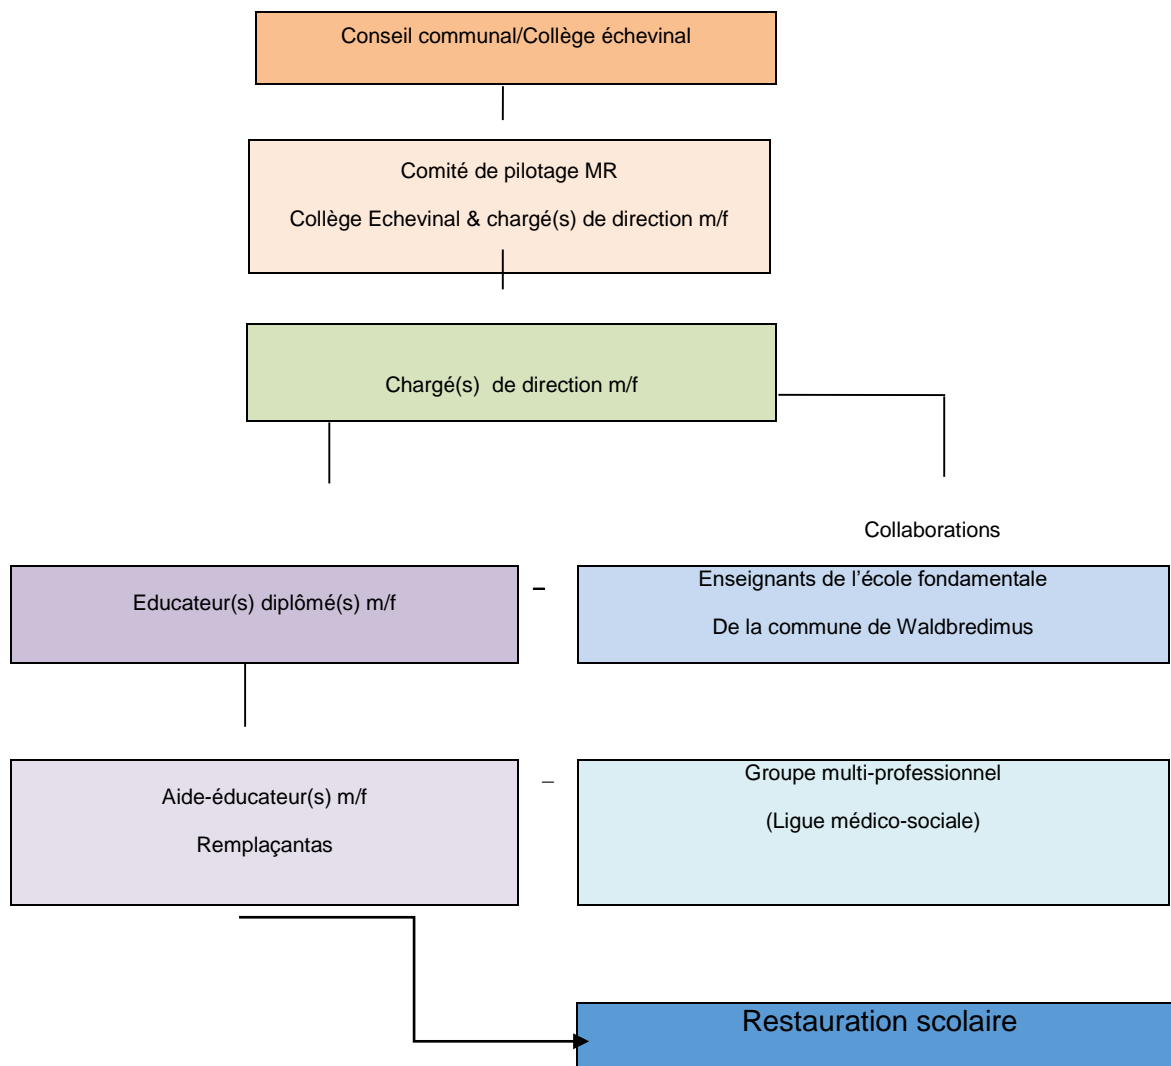 Conseil communal/Collège échevinal
Comité de pilotage MR
Collège Echevinal & chargé(s) de direction m/f
Chargé(s) de direction m/f
Collaborations
Educateur(s) diplômé(s) m/f
–
Enseignants de l’école fondamentale
De la commune de Waldbredimus
Aide-éducateur(s) m/f
Remplaçantas
–
Groupe multi-professionnel
(Ligue médico-sociale)
Restauration scolaire